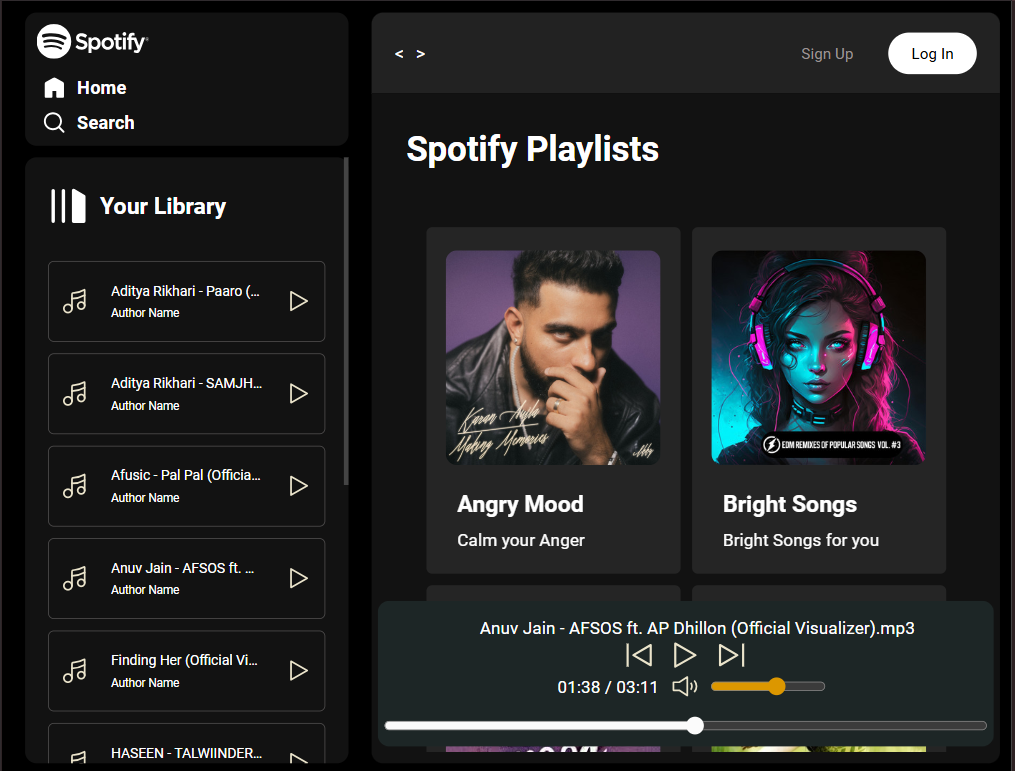 Spotify
Home
Search
Your Library
Aditya Rikhari - Paaro (...
Author Name
Aditya Rikhari - SAMJH...
Author Name
Afusic - Pal Pal (Officia...
Author Name
Anuv Jain - AFSOS ft. ...
Author Name
Finding Her (Official Vi...
Author Name
HASEEN - TALWIINDER...
< >
Sign Up
Log In
Spotify Playlists
Karan Aujla
Making Memories
Angry Mood
Calm your Anger
EDM REMIXES OF POPULAR SONGS VOL. #3
Bright Songs
Bright Songs for you
Anuv Jain - AFSOS ft. AP Dhillon (Official Visualizer).mp3
01:38 / 03:11